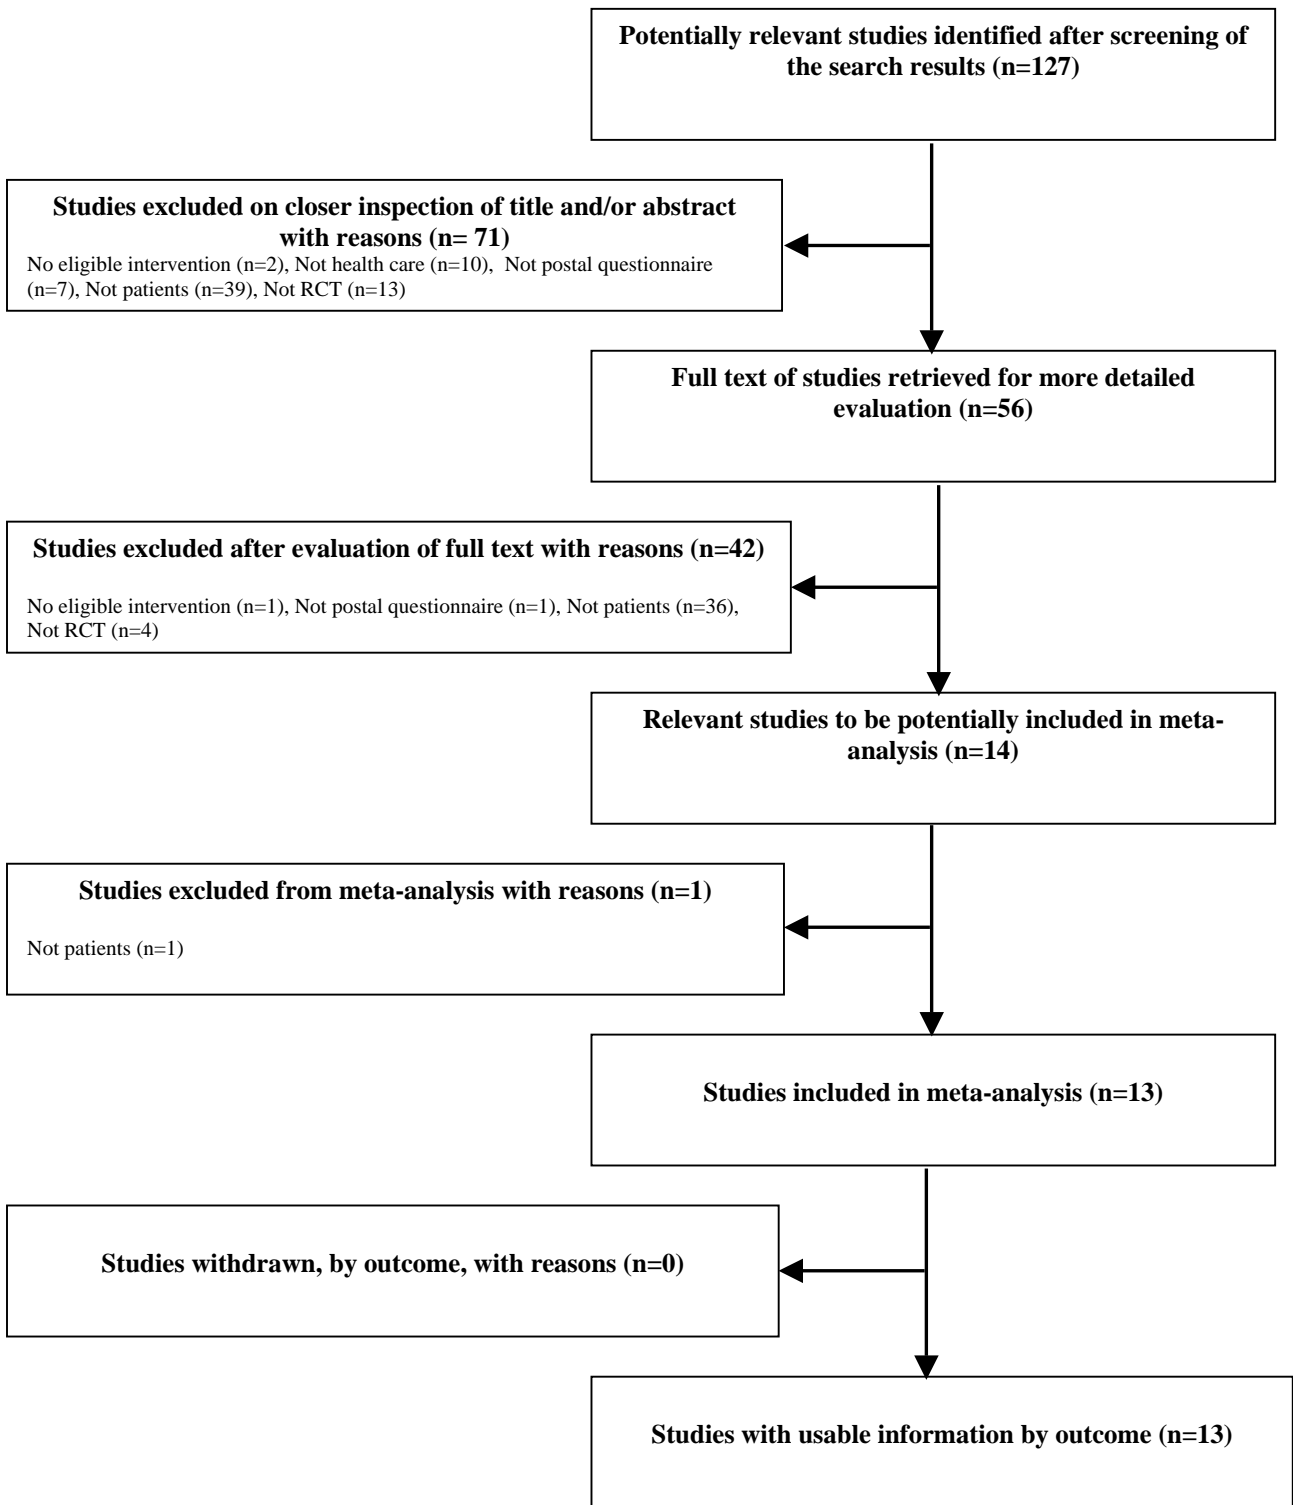 Potentially relevant studies identified after screening of
the search results (n=127)
Studies excluded on closer inspection of title and/or abstract
with reasons (n= 71)
No eligible intervention (n=2), Not health care (n=10),  Not postal questionnaire
(n=7), Not patients (n=39), Not RCT (n=13)
Full text of studies retrieved for more detailed
evaluation (n=56)
Studies excluded after evaluation of full text with reasons (n=42)
No eligible intervention (n=1), Not postal questionnaire (n=1), Not patients (n=36),
Not RCT (n=4)
Relevant studies to be potentially included in meta-
analysis (n=14)
Studies excluded from meta-analysis with reasons (n=1)
Not patients (n=1)
Studies included in meta-analysis (n=13)
Studies withdrawn, by outcome, with reasons (n=0)
Studies with usable information by outcome (n=13)